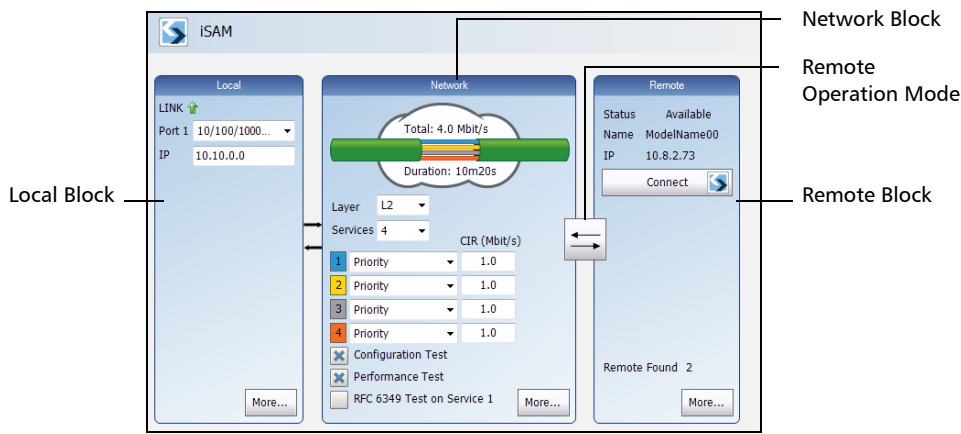 iSAM
Network Block
Remote
Operation Mode
Local Block
Remote Block
Local
LINK
Port 1 10/100/1000...
IP 10.10.0.0
More...
Network
Total: 4.0 Mbit/s
Duration: 10m20s
Layer L2
Services 4
CIR (Mbit/s)
1 Priority 1.0
2 Priority 1.0
3 Priority 1.0
4 Priority 1.0
Configuration Test
Performance Test
RFC 6349 Test on Service 1
More...
Remote
Status Available
Name ModelName00
IP 10.8.2.73
Connect
Remote Found 2
More...